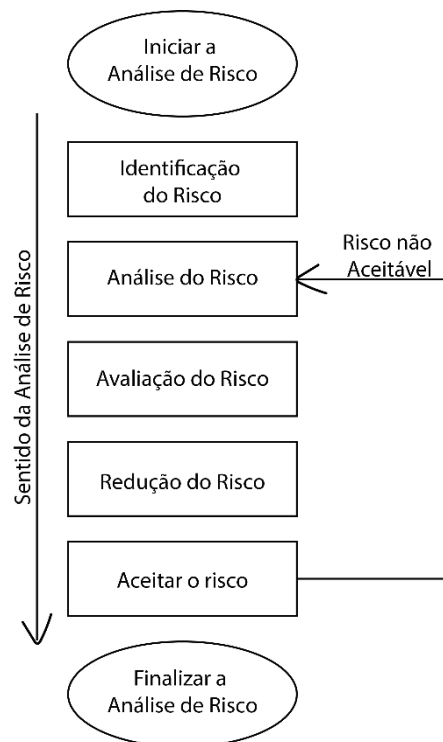 Iniciar a
Análise de Risco
Sentido da Análise de Risco
Identificação
do Risco
Risco não
Aceitável
Análise do Risco
Avaliação do Risco
Redução do Risco
Aceitar o risco
Finalizar a
Análise de Risco